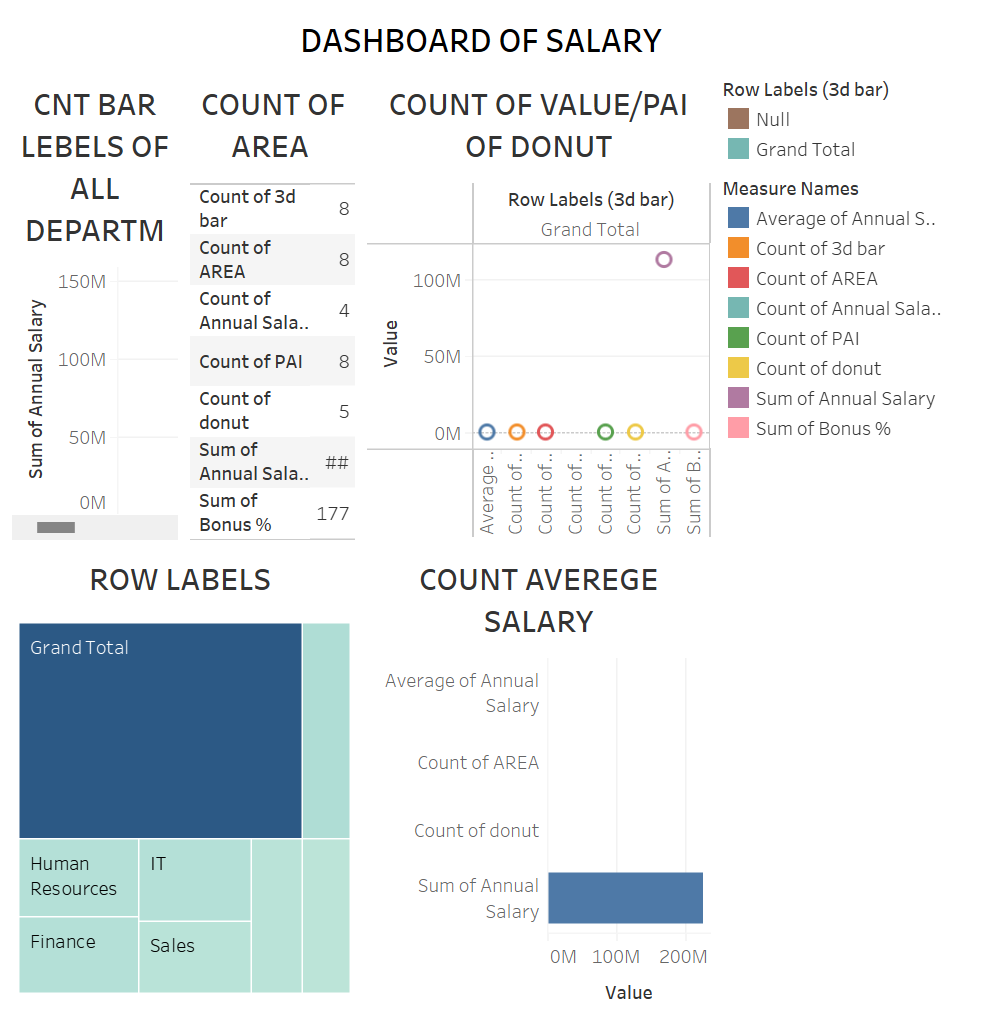 DASHBOARD OF SALARY
CNT BAR
LEBELS OF
ALL
DEPARTM
150M
100M
50M
0M
Sum of Annual Salary
COUNT OF
AREA
Count of 3d
bar
8
Count of
AREA
8
Count of
Annual Sala..
4
Count of PAI
8
Count of
donut
5
Sum of
Annual Sala..
##
Sum of
Bonus %
177
COUNT OF VALUE/PAI
OF DONUT
Row Labels (3d bar)
Grand Total
100M
50M
0M
Value
Average ..
Count of ..
Count of ..
Count of ..
Count of ..
Count of ..
Sum of A..
Sum of B..
Row Labels (3d bar)
Null
Grand Total
Measure Names
Average of Annual S..
Count of 3d bar
Count of AREA
Count of Annual Sala..
Count of PAI
Count of donut
Sum of Annual Salary
Sum of Bonus %
ROW LABELS
Grand Total
Human
Resources
IT
Finance
Sales
COUNT AVEREGE
SALARY
Average of Annual
Salary
Count of AREA
Count of donut
Sum of Annual
Salary
0M
100M
200M
Value